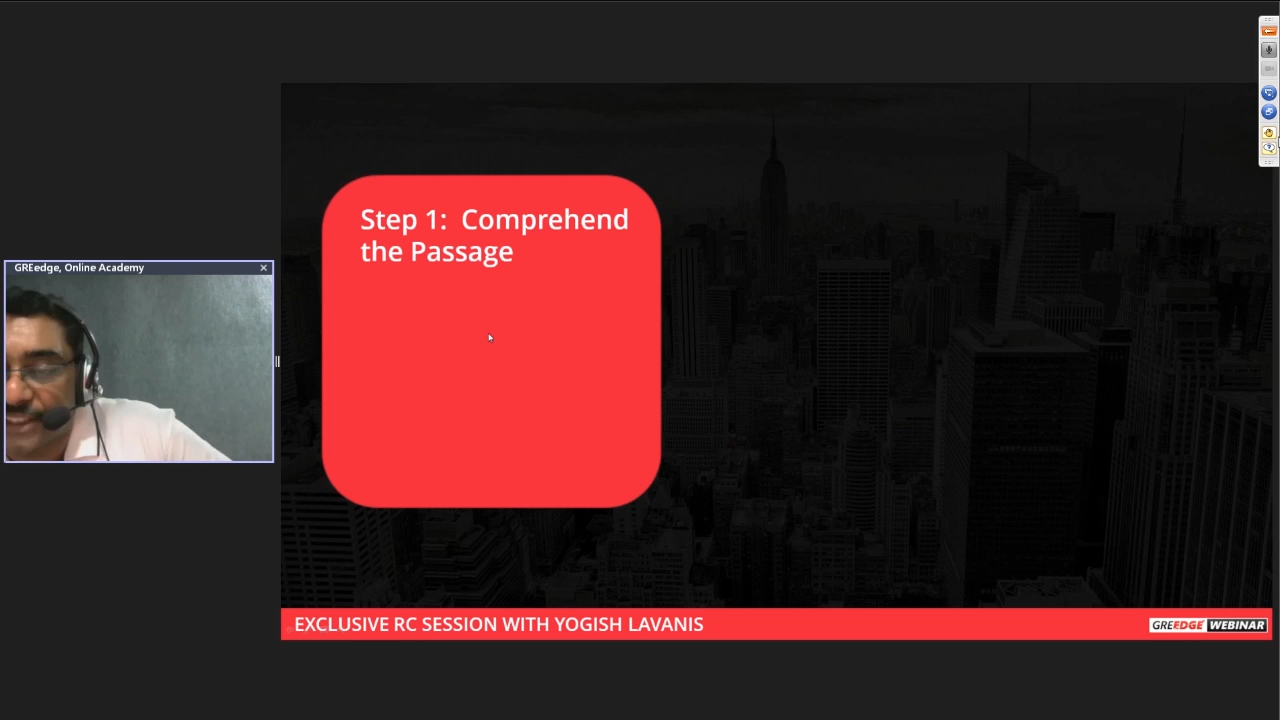 Step 1:  Comprehend
the Passage
GREedge, Online Academy
EXCLUSIVE RC SESSION WITH YOGISH LAVANIS
GREEDGE WEBINAR